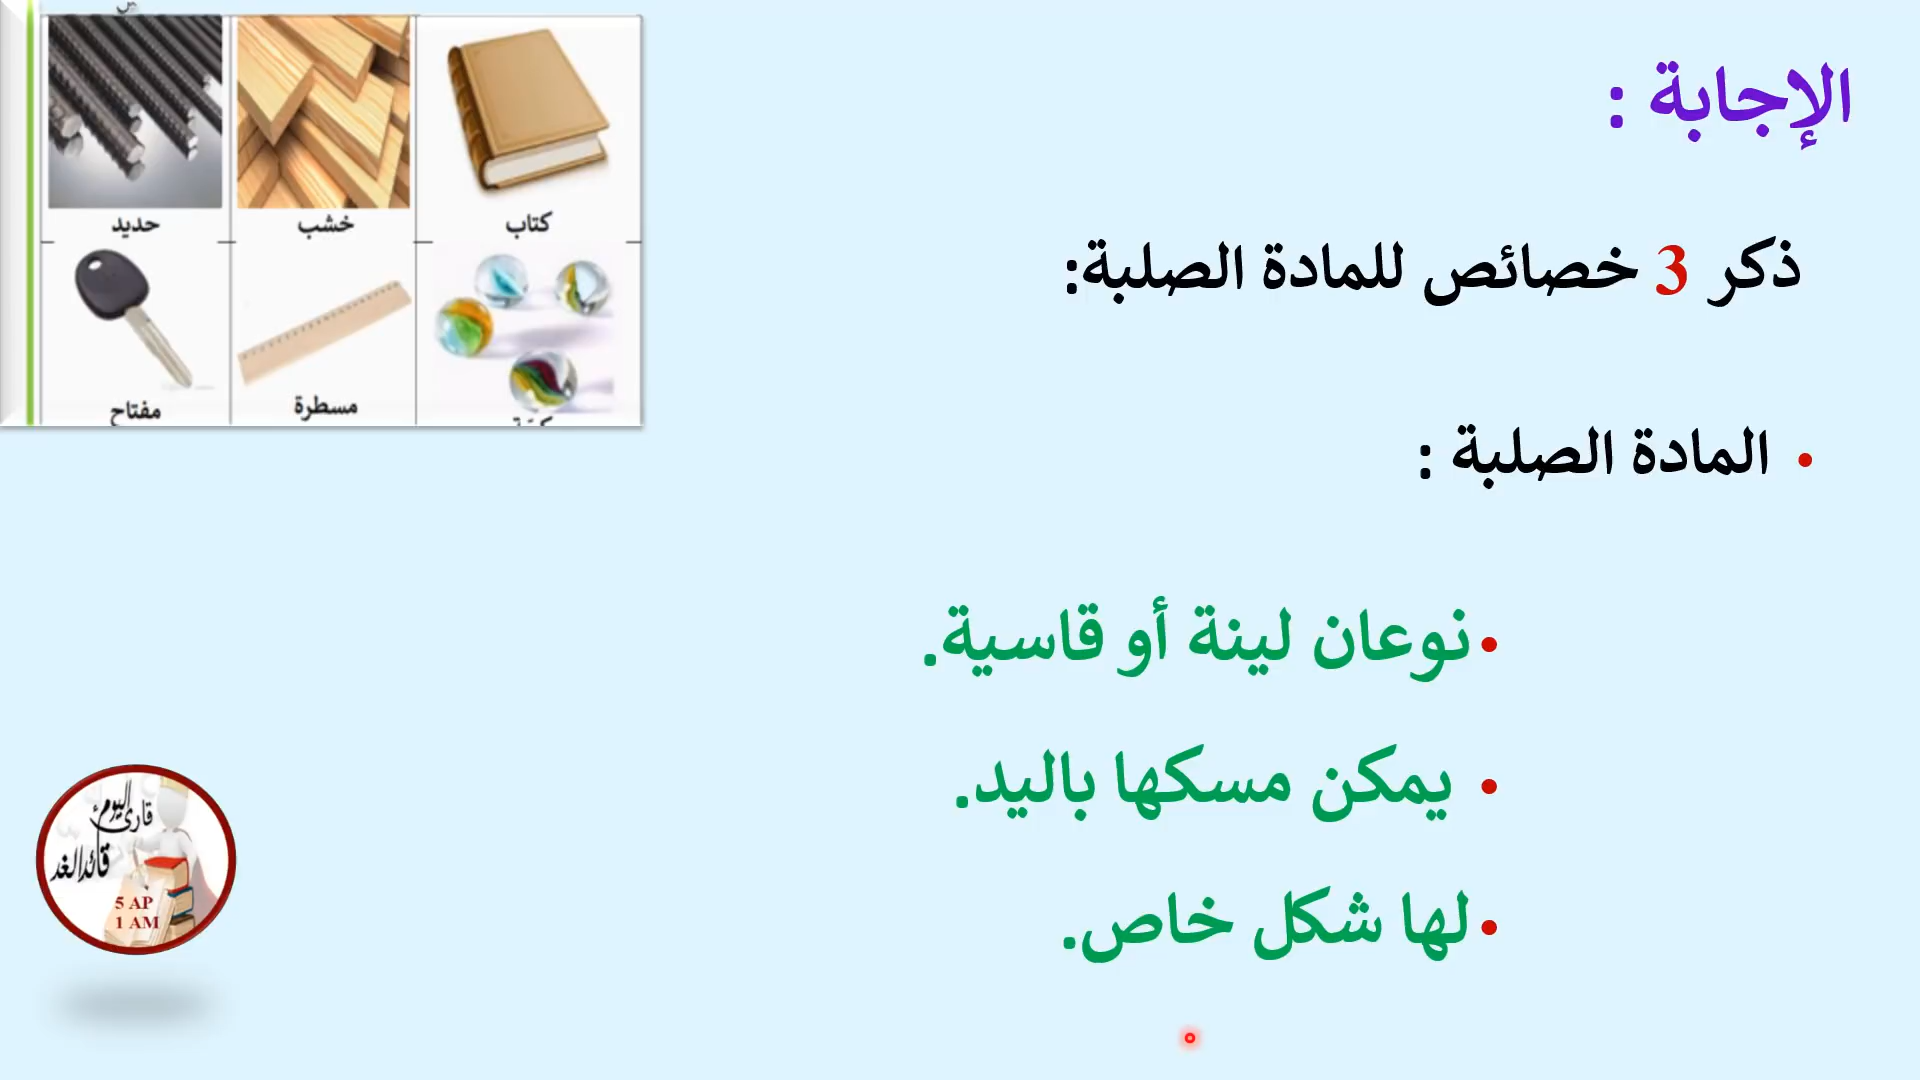 الإجابة :
ذكر 3 خصائص للمادة الصلبة:
• المادة الصلبة :
•نوعان لينة أو قاسية.
• يمكن مسكها باليد.
•لها شكل خاص.
كتاب
خشب
حديد
مسطرة
مفتاح
قارئ اليوم
قائد الغد
5 AP
1 AM